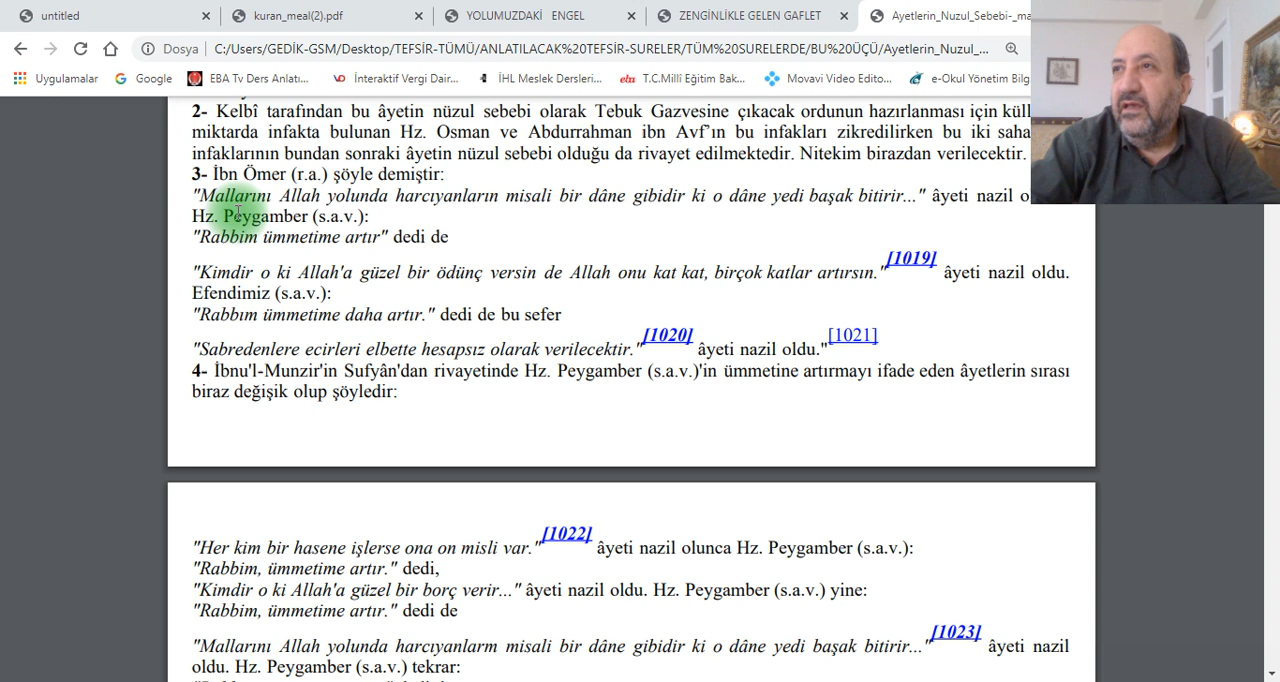 untitled
kuran_meal(2).pdf
YOLUMUZDAKİ ENGEL
ZENGİNLİKLE GELEN GAFLET
Ayetlerin_Nuzul_Sebebi-_ma
Dosya
C:/Users/GEDİK-GSM/Desktop/TEFSİR-TÜMÜ/ANLATILACAK%20TEFSİR-SURELER/TÜM%20SURELERDE/BU%20ÜÇÜ/Ayetlerin_Nuzul_...
Uygulamalar
Google
EBA Tv Ders Anlatı...
İnteraktif Vergi Dair...
İHL Meslek Dersleri...
T.C.Millî Eğitim Bak...
Movavi Video Edito...
e-Okul Yönetim Bilg
2- Kelbî tarafından bu âyetin nüzul sebebi olarak Tebuk Gazvesine çıkacak ordunun hazırlanması için küll
miktarda infakta bulunan Hz. Osman ve Abdurrahman ibn Avf'ın bu infakları zikredilirken bu iki saha
infaklarının bundan sonraki âyetin nüzul sebebi olduğu da rivayet edilmektedir. Nitekim birazdan verilecektir.
3- İbn Ömer (r.a.) şöyle demiştir:
"Mallarını Allah yolunda harcıyanların misali bir dâne gibidir ki o dâne yedi başak bitirir..." âyeti nazil o
Hz. Peygamber (s.a.v.):
"Rabbim ümmetime artır" dedi de
"Kimdir o ki Allah'a güzel bir ödünç versin de Allah onu kat kat, birçok katlar artırsın."[1019] âyeti nazil oldu.
Efendimiz (s.a.v.):
"Rabbım ümmetime daha artır." dedi de bu sefer
"Sabredenlere ecirleri elbette hesapsız olarak verilecektir."[1020] âyeti nazil oldu."[1021]
4- İbnu'l-Munzir'in Sufyân'dan rivayetinde Hz. Peygamber (s.a.v.)'in ümmetine artırmayı ifade eden âyetlerin sırası
biraz değişik olup şöyledir:
"Her kim bir hasene işlerse ona on misli var."[1022] âyeti nazil olunca Hz. Peygamber (s.a.v.):
"Rabbim, ümmetime artır." dedi,
"Kimdir o ki Allah'a güzel bir borç verir..." âyeti nazil oldu. Hz. Peygamber (s.a.v.) yine:
"Rabbim, ümmetime artır." dedi de
"Matarını Allah yolunda harcıyanlarm misali bir dâne gibidir ki o dâne yedi başak bitirir..."[1023] âyeti nazil
oldu. Hz. Peygamber (s.a.v.) tekrar: